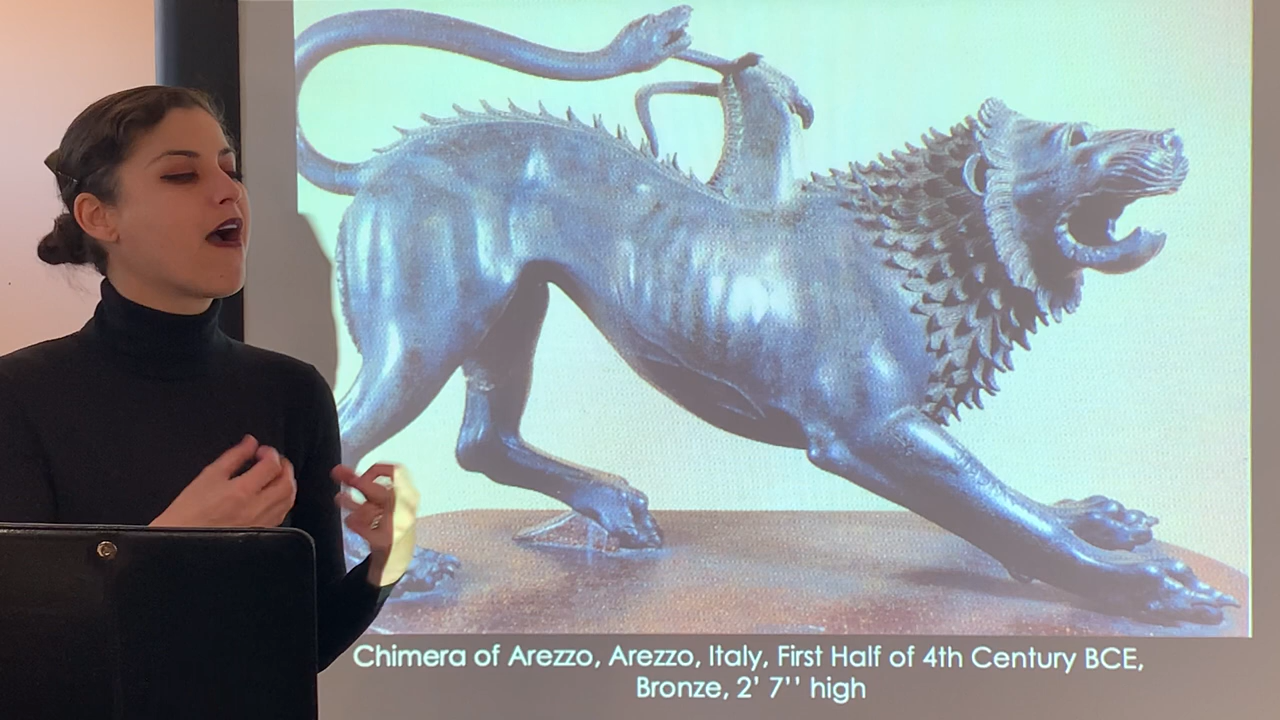 Chimera of Arezzo, Arezzo, Italy, First Half of 4th Century BCE,
Bronze, 2' 7'' high